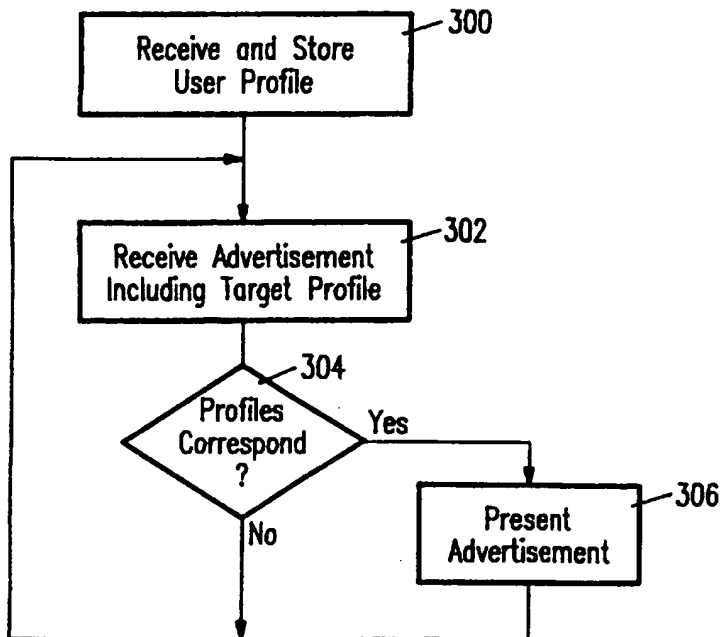 300
Receive and Store
User Profile
302
Receive Advertisement
Including Target Profile
304
Profiles
Correspond
?
Yes
No
306
Present
Advertisement